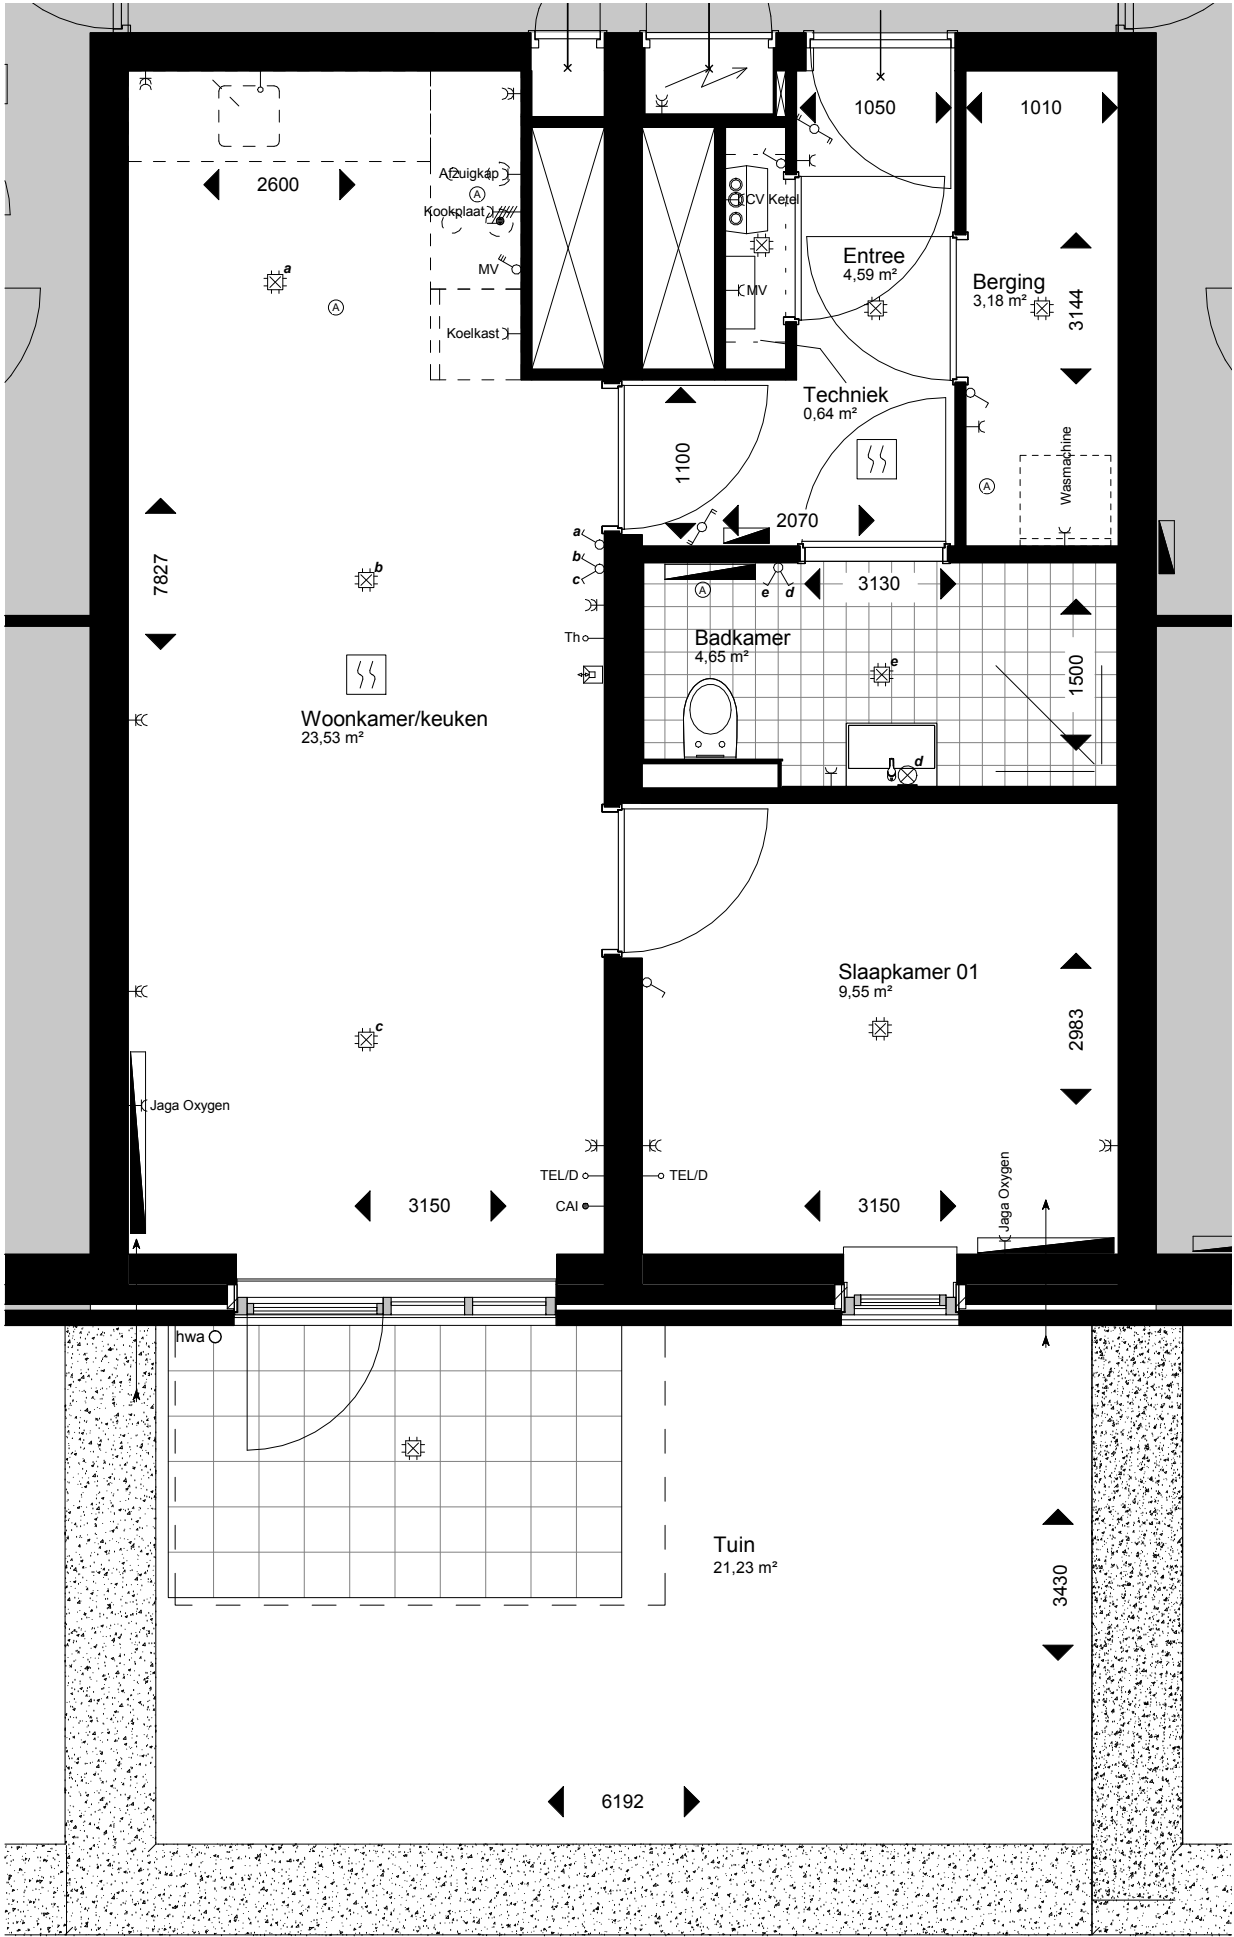 1050
1010
2600
Afzuigkap
A
Kookplaat
CV Ketel
MV
MV
Koelkast
a
A
Entree
4,59 m²
Berging
3,18 m²
3144
Techniek
0,64 m²
1100
2070
A
Wasmachine
7827
a
b
c
b
Th
A
e d
3130
Badkamer
4,65 m²
e
1500
d
Woonkamer/keuken
23,53 m²
c
Slaapkamer 01
9,55 m²
2983
Jaga Oxygen
TEL/D
TEL/D
CAI
3150
3150
Jaga Oxygen
hwa
Tuin
21,23 m²
3430
6192